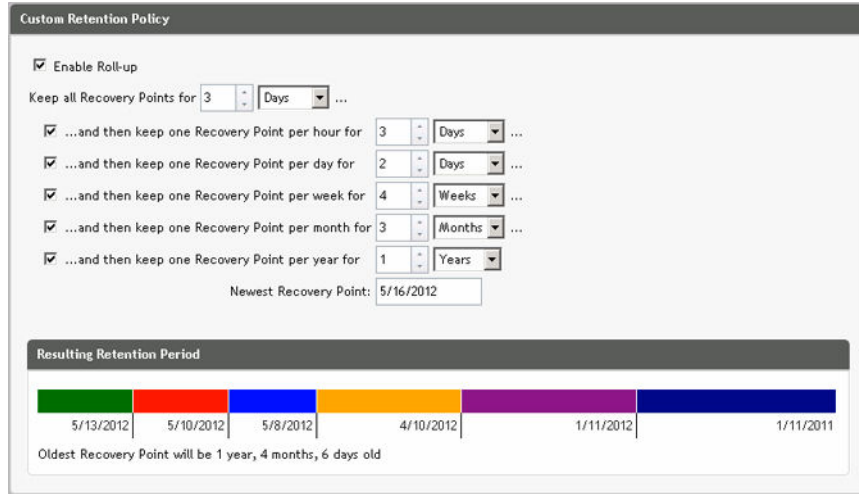 Custom Retention Policy
Enable Roll-up
Keep all Recovery Points for 3 Days ...
...and then keep one Recovery Point per hour for 3 Days ...
...and then keep one Recovery Point per day for 2 Days ...
...and then keep one Recovery Point per week for 4 Weeks ...
...and then keep one Recovery Point per month for 3 Months ...
...and then keep one Recovery Point per year for 1 Years
Newest Recovery Point: 5/16/2012
Resulting Retention Period
5/13/2012 5/10/2012 5/8/2012 4/10/2012 1/11/2012 1/11/2011
Oldest Recovery Point will be 1 year, 4 months, 6 days old